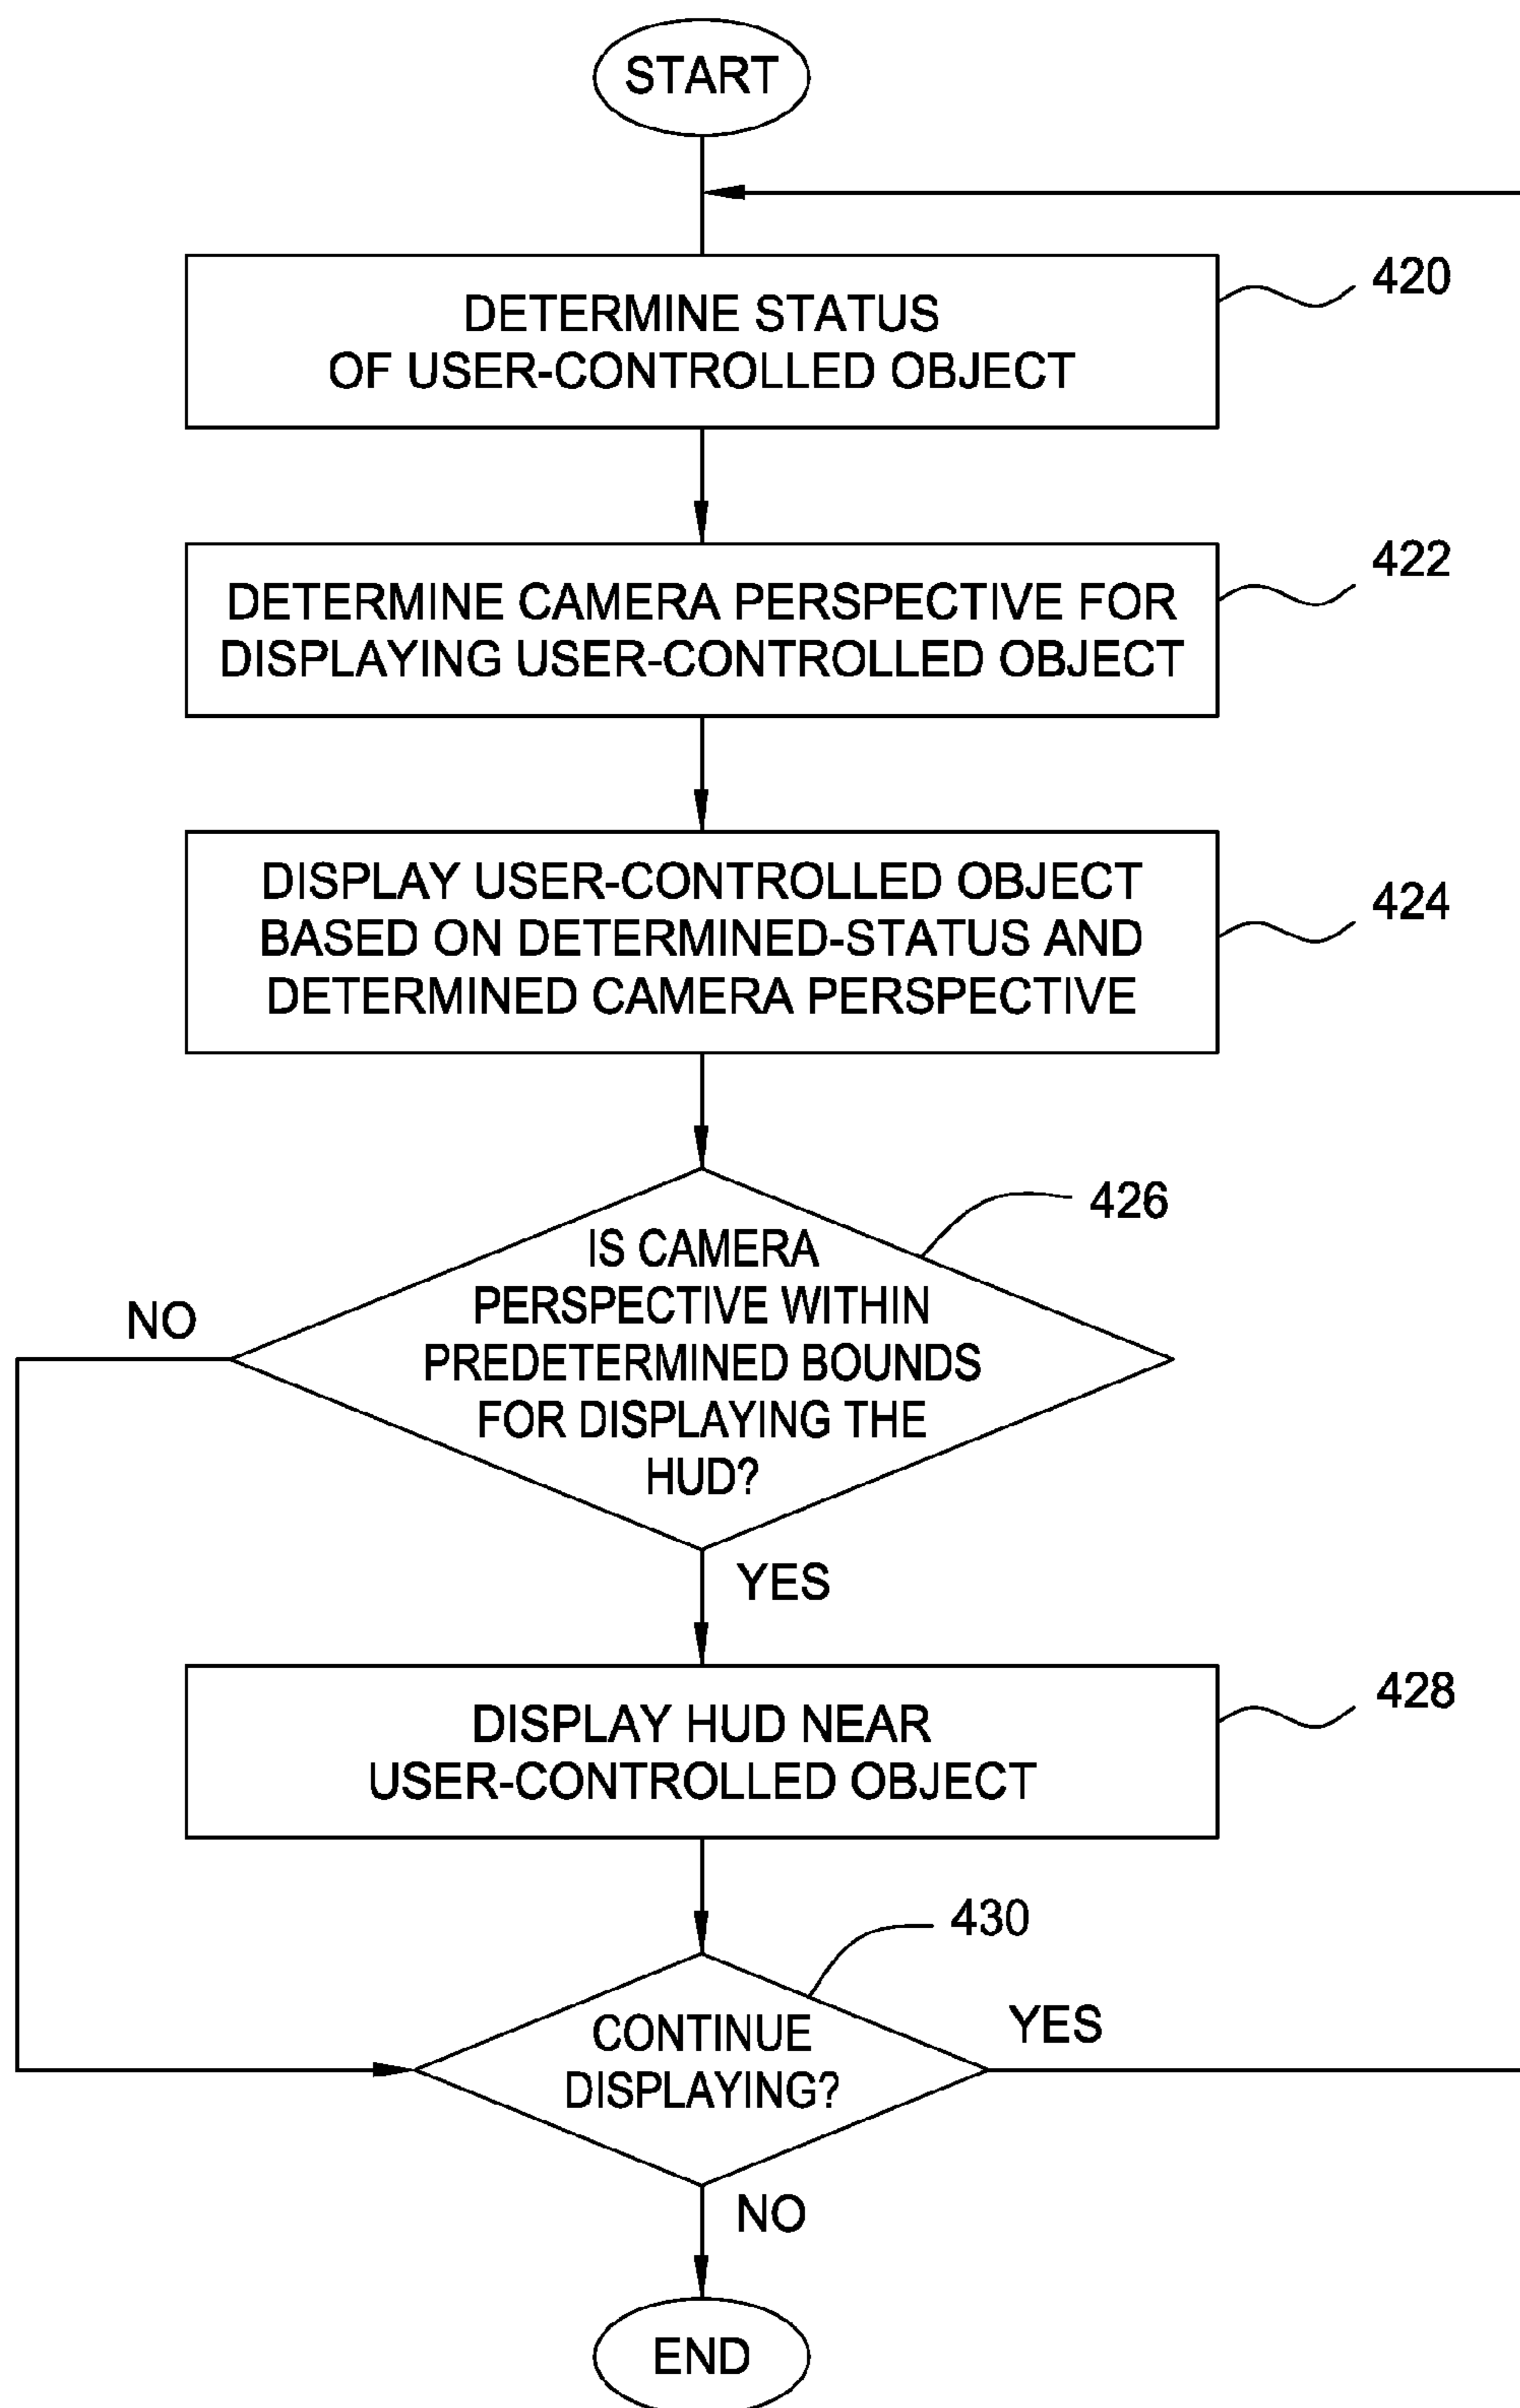 START
DETERMINE STATUS
OF USER-CONTROLLED OBJECT
420
DETERMINE CAMERA PERSPECTIVE FOR
DISPLAYING USER-CONTROLLED OBJECT
422
DISPLAY USER-CONTROLLED OBJECT
BASED ON DETERMINED-STATUS AND
DETERMINED CAMERA PERSPECTIVE
424
426
IS CAMERA
PERSPECTIVE WITHIN
PREDETERMINED BOUNDS
FOR DISPLAYING THE
HUD?
NO
YES
DISPLAY HUD NEAR
USER-CONTROLLED OBJECT
428
430
CONTINUE
DISPLAYING?
YES
NO
END